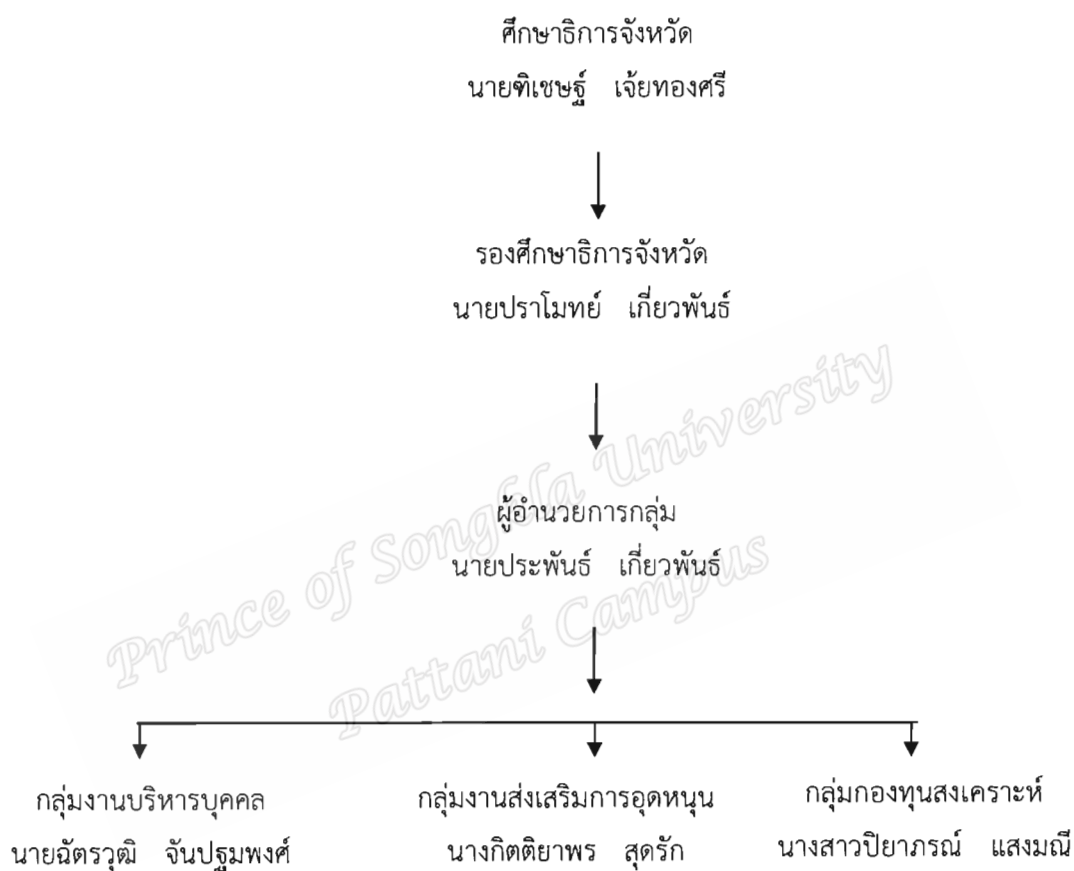 ศึกษาธิการจังหวัด
นายฑิเชษฐ์ เจ้ยทองศรี
รองศึกษาธิการจังหวัด
นายปราโมทย์ เกี่ยวพันธ์
ผู้อำนวยการกลุ่ม
นายประพันธ์ เกี่ยวพันธ์
Prince of Songkla University
Pattani Campus
กลุ่มงานบริหารบุคคล
นายฉัตรวุฒิ จันปฐมพงศ์
กลุ่มงานส่งเสริมการอุดหนุน
นางกิตติยาพร สุดรัก
กลุ่มกองทุนสงเคราะห์
นางสาวปิยาภรณ์ แสงมณี